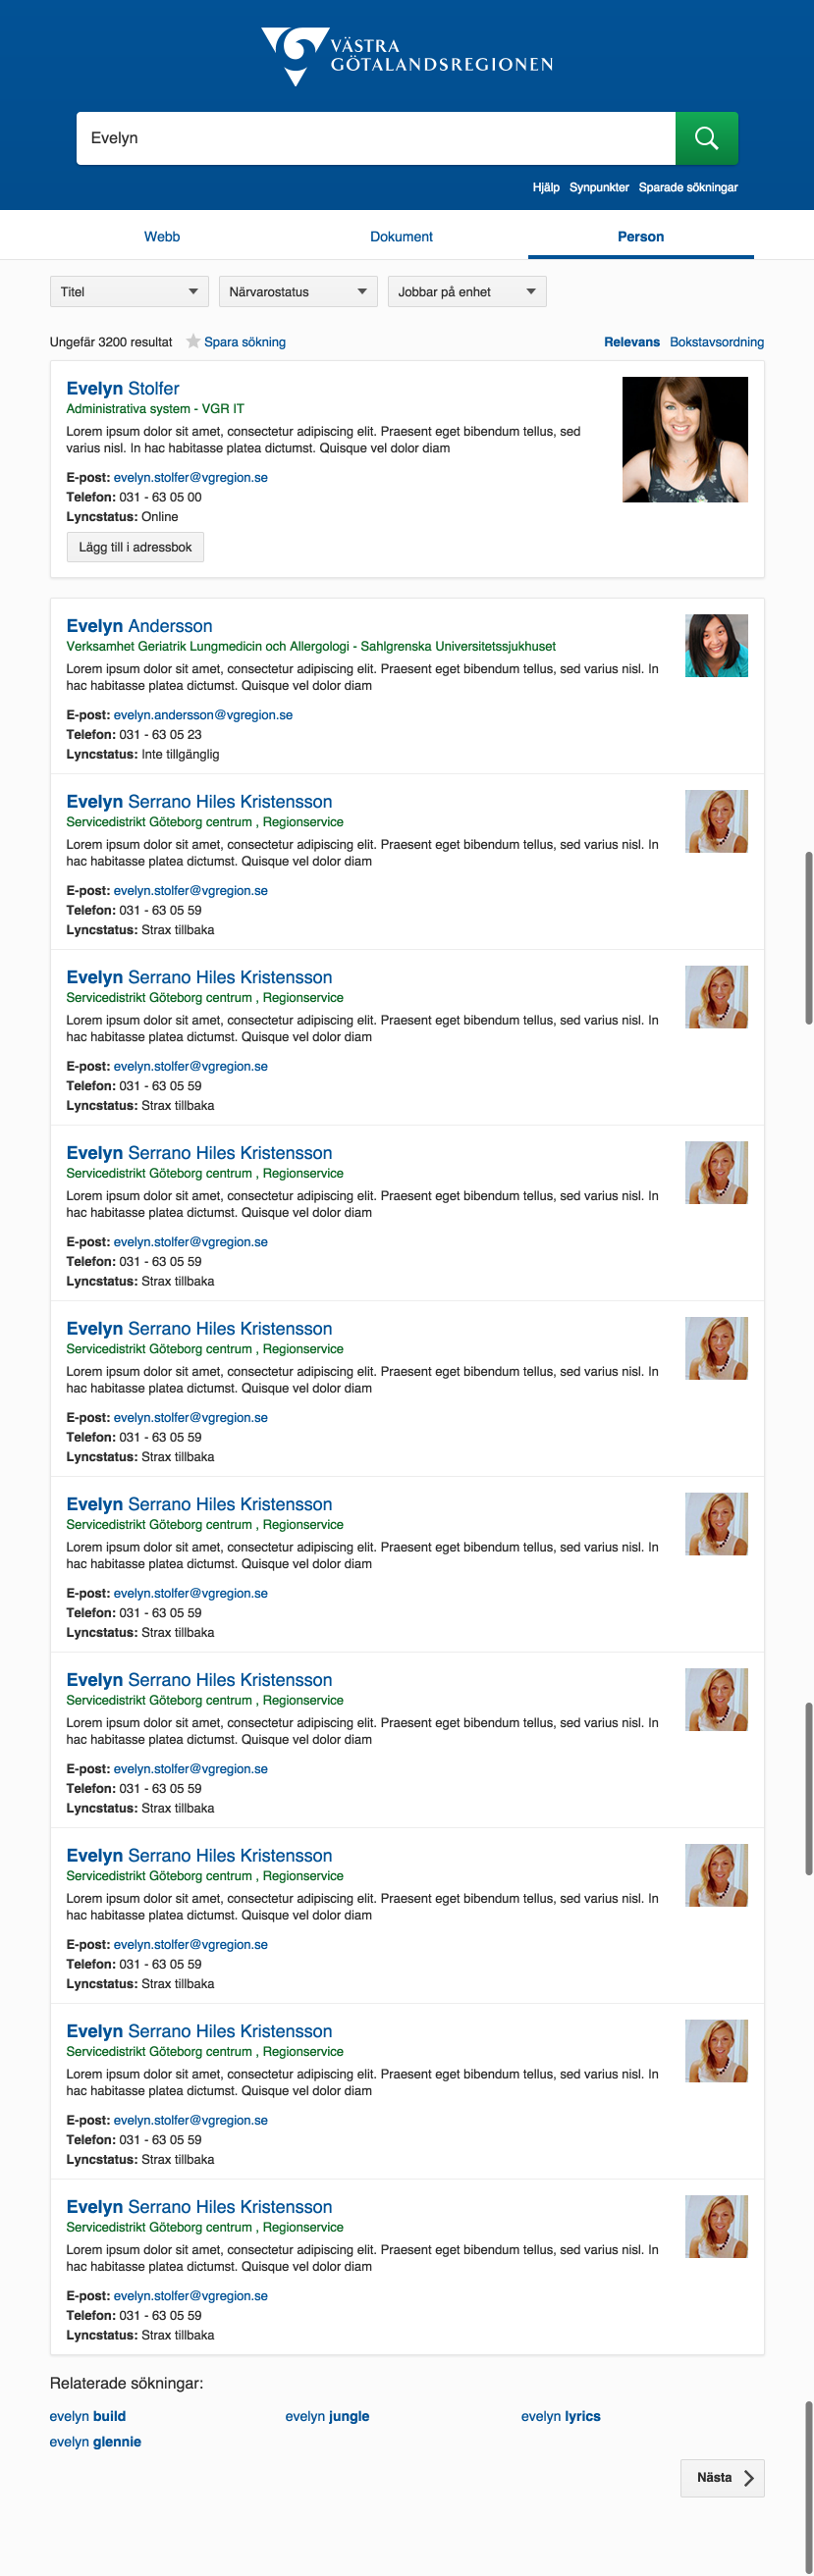 VÄSTRA
GÖTALANDSREGIONEN
Evelyn
Hjälp Synpunkter Sparade sökningar
Webb Dokument Person
Titel Närvarostatus Jobbar på enhet
Ungefär 3200 resultat Spara sökning Relevans Bokstavsordning
Evelyn Stolfer
Administrativa system - VGR IT
Lorem ipsum dolor sit amet, consectetur adipiscing elit. Praesent eget bibendum tellus, sed
varius nisl. In hac habitasse platea dictumst. Quisque vel dolor diam
E-post: evelyn.stolfer@vgregion.se
Telefon: 031 - 63 05 00
Lyncstatus: Online
Lägg till i adressbok
Evelyn Andersson
Verksamhet Geriatrik Lungmedicin och Allergologi - Sahlgrenska Universitetssjukhuset
Lorem ipsum dolor sit amet, consectetur adipiscing elit. Praesent eget bibendum tellus, sed varius nisl. In
hac habitasse platea dictumst. Quisque vel dolor diam
E-post: evelyn.andersson@vgregion.se
Telefon: 031 - 63 05 23
Lyncstatus: Inte tillgänglig
Evelyn Serrano Hiles Kristensson
Servicedistrikt Göteborg centrum , Regionservice
Lorem ipsum dolor sit amet, consectetur adipiscing elit. Praesent eget bibendum tellus, sed varius nisl. In
hac habitasse platea dictumst. Quisque vel dolor diam
E-post: evelyn.stolfer@vgregion.se
Telefon: 031 - 63 05 59
Lyncstatus: Strax tillbaka
Evelyn Serrano Hiles Kristensson
Servicedistrikt Göteborg centrum , Regionservice
Lorem ipsum dolor sit amet, consectetur adipiscing elit. Praesent eget bibendum tellus, sed varius nisl. In
hac habitasse platea dictumst. Quisque vel dolor diam
E-post: evelyn.stolfer@vgregion.se
Telefon: 031 - 63 05 59
Lyncstatus: Strax tillbaka
Evelyn Serrano Hiles Kristensson
Servicedistrikt Göteborg centrum , Regionservice
Lorem ipsum dolor sit amet, consectetur adipiscing elit. Praesent eget bibendum tellus, sed varius nisl. In
hac habitasse platea dictumst. Quisque vel dolor diam
E-post: evelyn.stolfer@vgregion.se
Telefon: 031 - 63 05 59
Lyncstatus: Strax tillbaka
Evelyn Serrano Hiles Kristensson
Servicedistrikt Göteborg centrum , Regionservice
Lorem ipsum dolor sit amet, consectetur adipiscing elit. Praesent eget bibendum tellus, sed varius nisl. In
hac habitasse platea dictumst. Quisque vel dolor diam
E-post: evelyn.stolfer@vgregion.se
Telefon: 031 - 63 05 59
Lyncstatus: Strax tillbaka
Evelyn Serrano Hiles Kristensson
Servicedistrikt Göteborg centrum , Regionservice
Lorem ipsum dolor sit amet, consectetur adipiscing elit. Praesent eget bibendum tellus, sed varius nisl. In
hac habitasse platea dictumst. Quisque vel dolor diam
E-post: evelyn.stolfer@vgregion.se
Telefon: 031 - 63 05 59
Lyncstatus: Strax tillbaka
Evelyn Serrano Hiles Kristensson
Servicedistrikt Göteborg centrum , Regionservice
Lorem ipsum dolor sit amet, consectetur adipiscing elit. Praesent eget bibendum tellus, sed varius nisl. In
hac habitasse platea dictumst. Quisque vel dolor diam
E-post: evelyn.stolfer@vgregion.se
Telefon: 031 - 63 05 59
Lyncstatus: Strax tillbaka
Evelyn Serrano Hiles Kristensson
Servicedistrikt Göteborg centrum , Regionservice
Lorem ipsum dolor sit amet, consectetur adipiscing elit. Praesent eget bibendum tellus, sed varius nisl. In
hac habitasse platea dictumst. Quisque vel dolor diam
E-post: evelyn.stolfer@vgregion.se
Telefon: 031 - 63 05 59
Lyncstatus: Strax tillbaka
Evelyn Serrano Hiles Kristensson
Servicedistrikt Göteborg centrum , Regionservice
Lorem ipsum dolor sit amet, consectetur adipiscing elit. Praesent eget bibendum tellus, sed varius nisl. In
hac habitasse platea dictumst. Quisque vel dolor diam
E-post: evelyn.stolfer@vgregion.se
Telefon: 031 - 63 05 59
Lyncstatus: Strax tillbaka
Evelyn Serrano Hiles Kristensson
Servicedistrikt Göteborg centrum , Regionservice
Lorem ipsum dolor sit amet, consectetur adipiscing elit. Praesent eget bibendum tellus, sed varius nisl. In
hac habitasse platea dictumst. Quisque vel dolor diam
E-post: evelyn.stolfer@vgregion.se
Telefon: 031 - 63 05 59
Lyncstatus: Strax tillbaka
Relaterade sökningar:
evelyn build evelyn jungle evelyn lyrics
evelyn glennie
Nästa